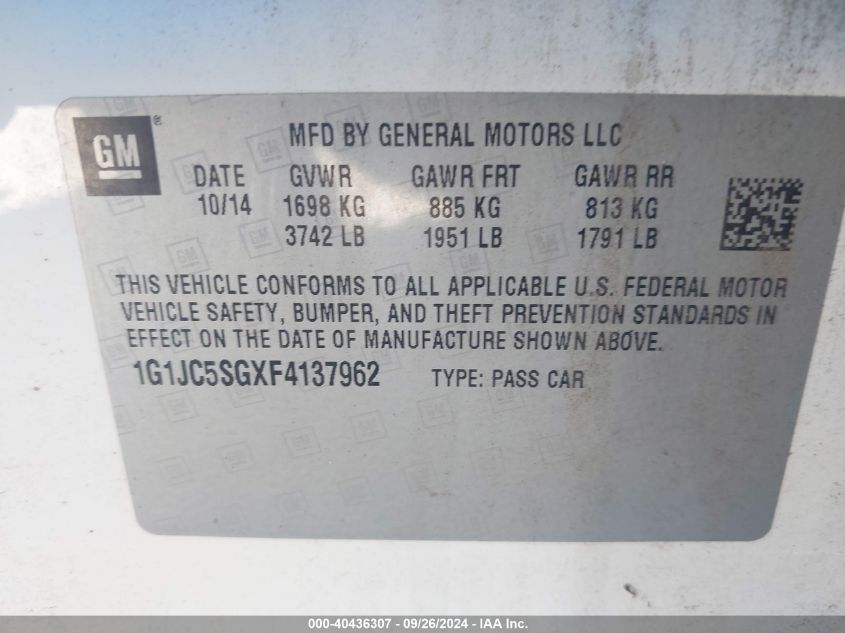 GM ®
MFD BY GENERAL MOTORS LLC
DATE GVWR GAWR FRT GAWR RR
10/14 1698 KG 885 KG 813 KG
3742 LB 1951 LB 1791 LB
THIS VEHICLE CONFORMS TO ALL APPLICABLE U.S. FEDERAL MOTOR
VEHICLE SAFETY, BUMPER, AND THEFT PREVENTION STANDARDS IN
EFFECT ON THE DATE OF MANUFACTURE SHOWN ABOVE.
1G1JC5SGXF4137962 TYPE: PASS CAR
000-40436307 - 09/26/2024 - IAA Inc.